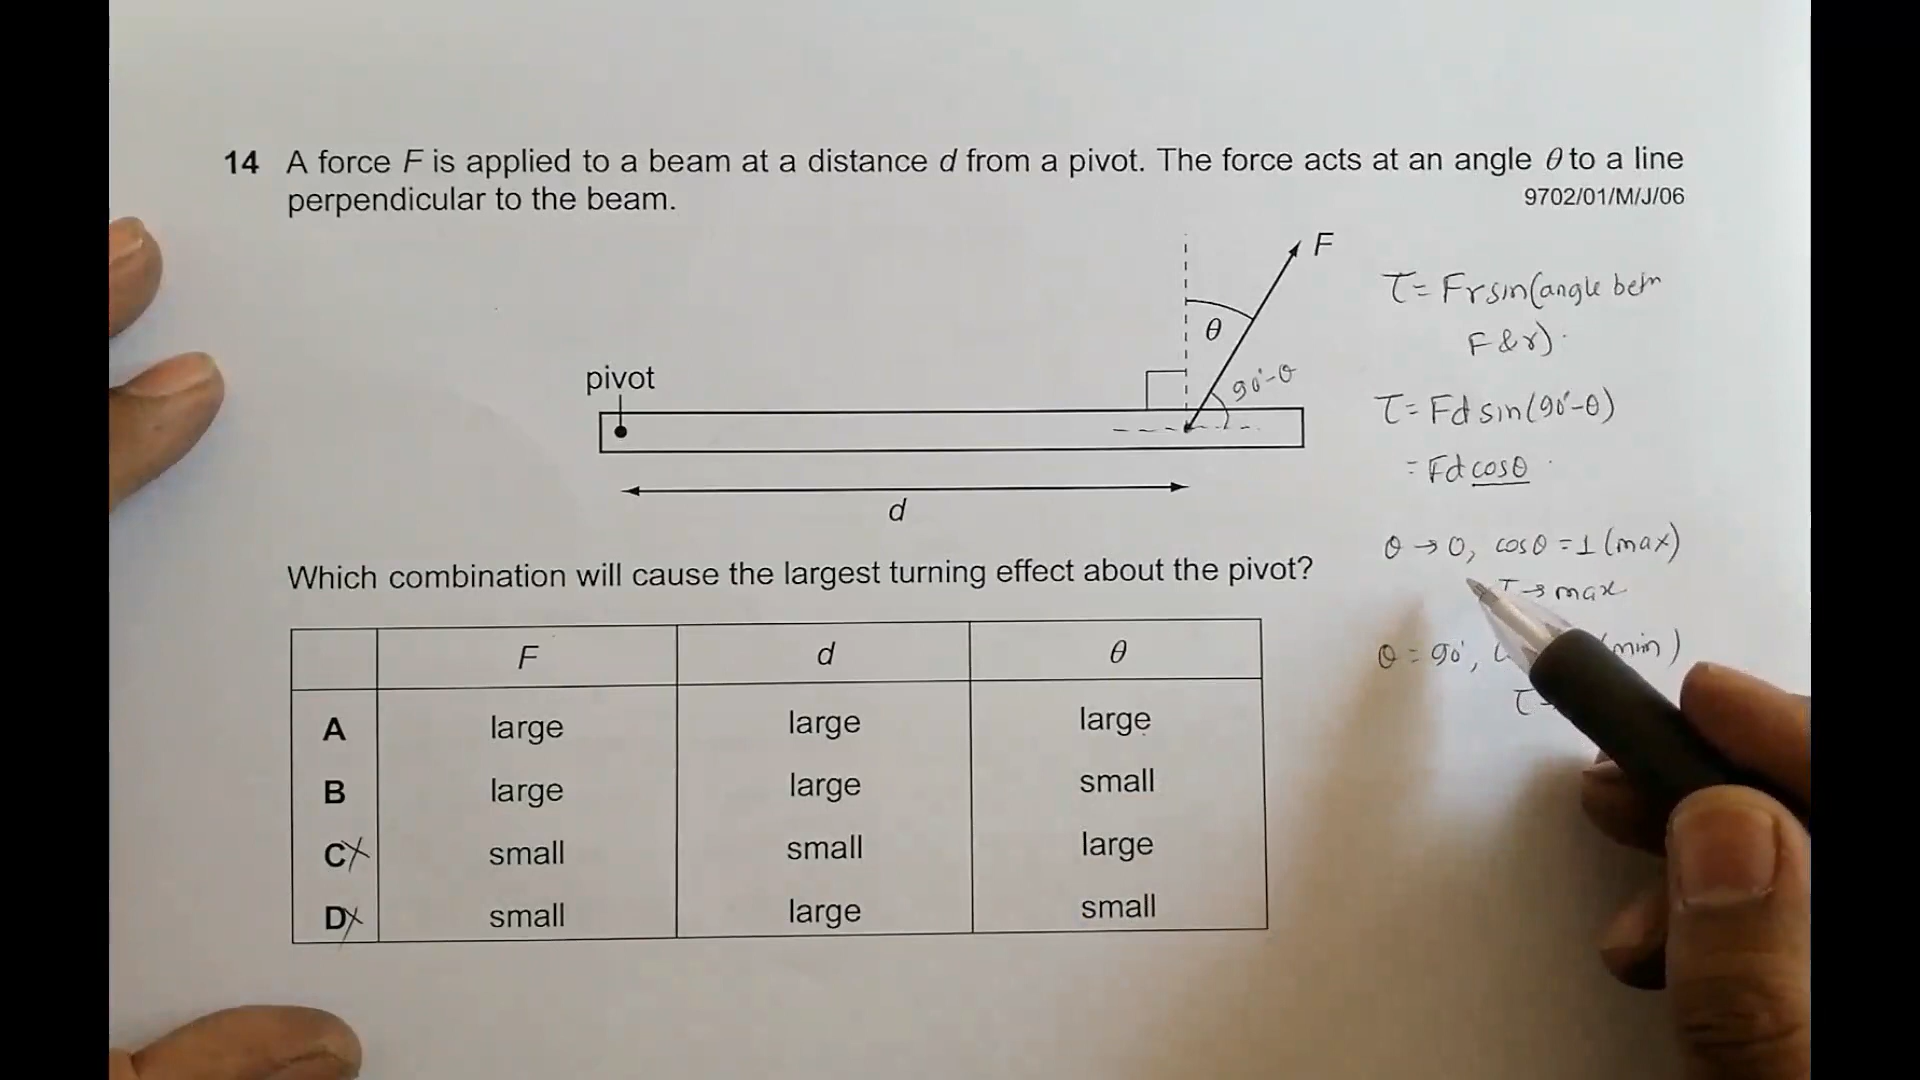 14 A force F is applied to a beam at a distance d from a pivot. The force acts at an angle θ to a line
perpendicular to the beam.
9702/01/M/J/06
F
θ
90°-θ
pivot
d
τ = Fr sin(angle betn
F & r).
τ = Fd sin(90°-θ)
= Fd cosθ
θ → 0, cosθ = 1 (max)
τ → max
θ = 90°, min)
τ
Which combination will cause the largest turning effect about the pivot?
F d θ
A large large large
B large large small
C× small small large
D× small large small